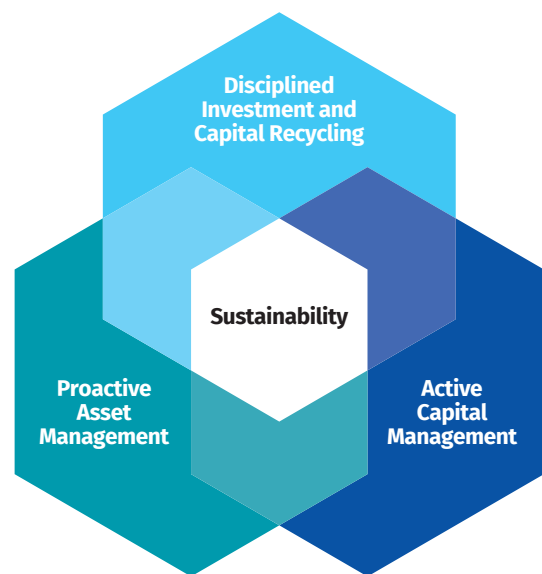 Disciplined
Investment and
Capital Recycling
Sustainability
Proactive
Asset
Management
Active
Capital
Management